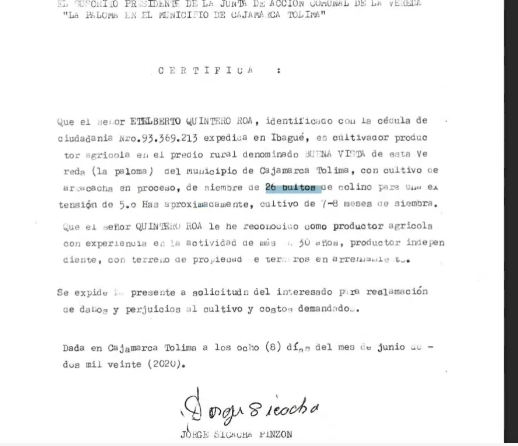 EL SUSCRITO PRESIDENTE DE LA JUNTA DE ACCION COMUNAL DE LA VEREDA
"LA PALOMA EN EL MUNICIPIO DE CAJAMARCA TOLIMA"
C E R T I F I C A :
Que el señor ETELBERTO QUINTERO ROA, identificado con la cédula de
ciudadania Nro.93.369.213 expedida en Ibagué, es cultivador produc
tor agricola en el predio rural denominado BUENA VISTA de esta Ve
reda (la paloma) del Municipio de Cajamarca Tolima, con cultivo de
arracacha en proceso, de siembre de 26 bultos de colino para una ex
tensión de 5.0 Has aproximacamente, cultivo de 7-8 meses de siembra.
Que el señor QUINTERO ROA le he reconocido como productor agricola
con experiencia en la actividad de más 30 años, productor indepen
ciente, con terreno de propiedad e terrenos en
Se expide la presente a solicitud del interesado para reclamación
de daños y perjuicios al cultivo y costos demandados.
Dada en Cajamarca Tolima a los ocho (8) días del mes de junio de -
dos mil veinte (2020).
Jorge Sicacha
JORGE SICACHA PINZON